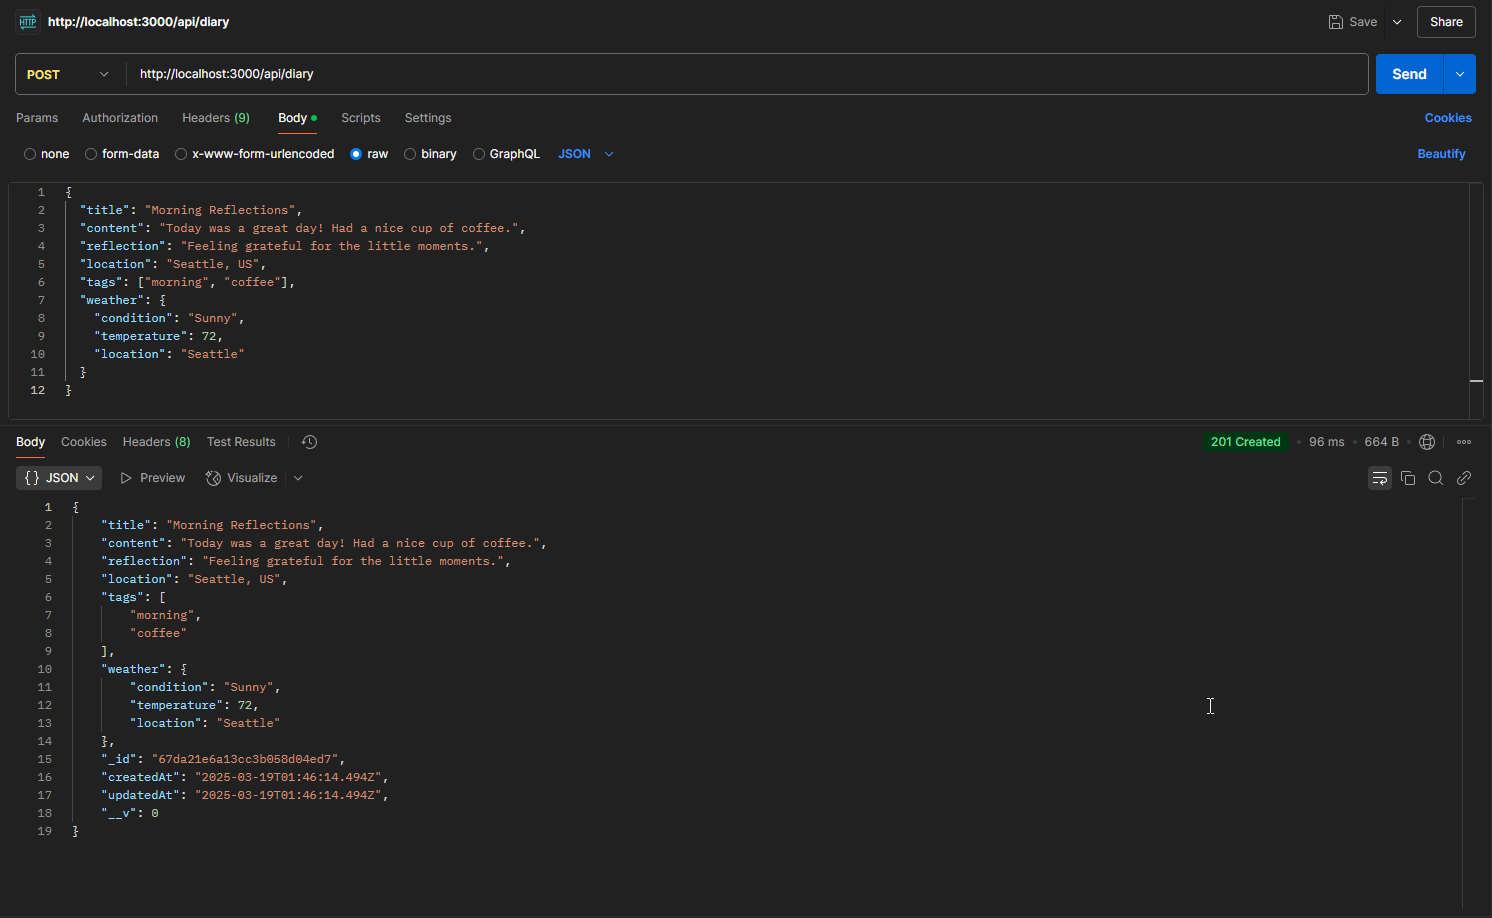 HTTP http://localhost:3000/api/diary Save Share
POST http://localhost:3000/api/diary Send
Params Authorization Headers (9) Body Scripts Settings Cookies
none form-data x-www-form-urlencoded raw binary GraphQL JSON Beautify
1 {
2 "title": "Morning Reflections",
3 "content": "Today was a great day! Had a nice cup of coffee.",
4 "reflection": "Feeling grateful for the little moments.",
5 "location": "Seattle, US",
6 "tags": ["morning", "coffee"],
7 "weather": {
8 "condition": "Sunny",
9 "temperature": 72,
10 "location": "Seattle"
11 }
12 }
Body Cookies Headers (8) Test Results 201 Created • 96 ms • 664 B •
{} JSON Preview Visualize
1 {
2 "title": "Morning Reflections",
3 "content": "Today was a great day! Had a nice cup of coffee.",
4 "reflection": "Feeling grateful for the little moments.",
5 "location": "Seattle, US",
6 "tags": [
7 "morning",
8 "coffee"
9 ],
10 "weather": {
11 "condition": "Sunny",
12 "temperature": 72,
13 "location": "Seattle"
14 },
15 "_id": "67da21e6a13cc3b058d04ed7",
16 "createdAt": "2025-03-19T01:46:14.494Z",
17 "updatedAt": "2025-03-19T01:46:14.494Z",
18 "__v": 0
19 }